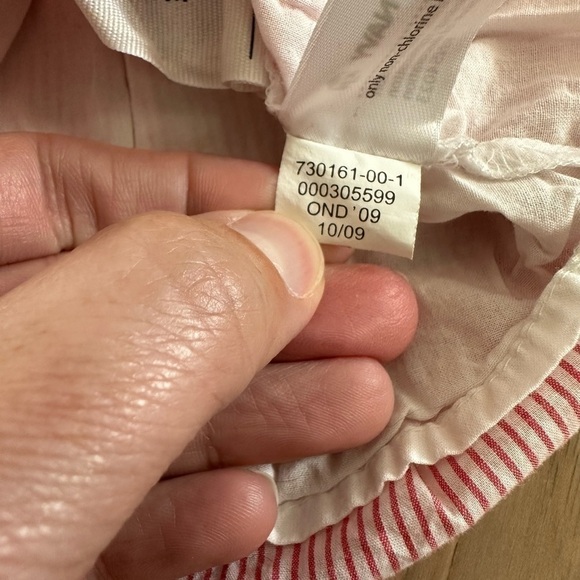 only non-chlorine
730161-00-1
000305599
OND '09
10/09